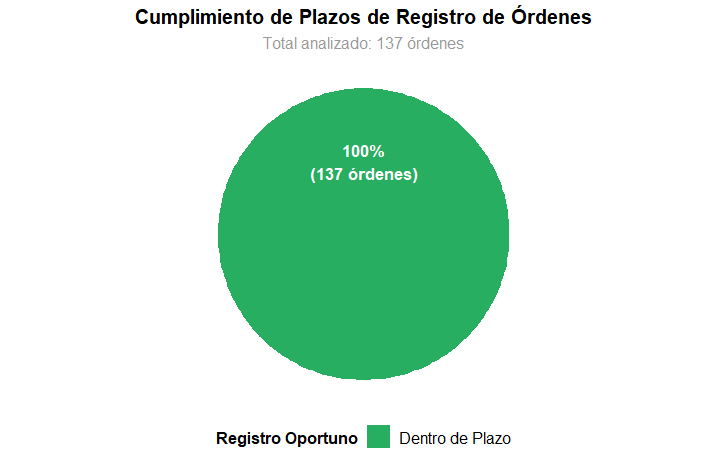 Cumplimiento de Plazos de Registro de Órdenes
Total analizado: 137 órdenes
100%
(137 órdenes)
Registro Oportuno Dentro de Plazo